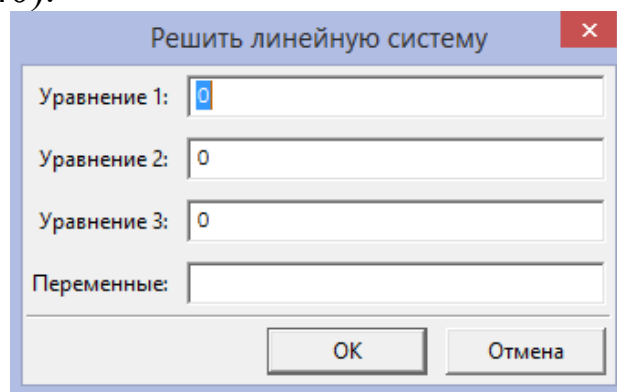 Решить линейную систему
Уравнение 1: 0
Уравнение 2: 0
Уравнение 3: 0
Переменные:
OK Отмена